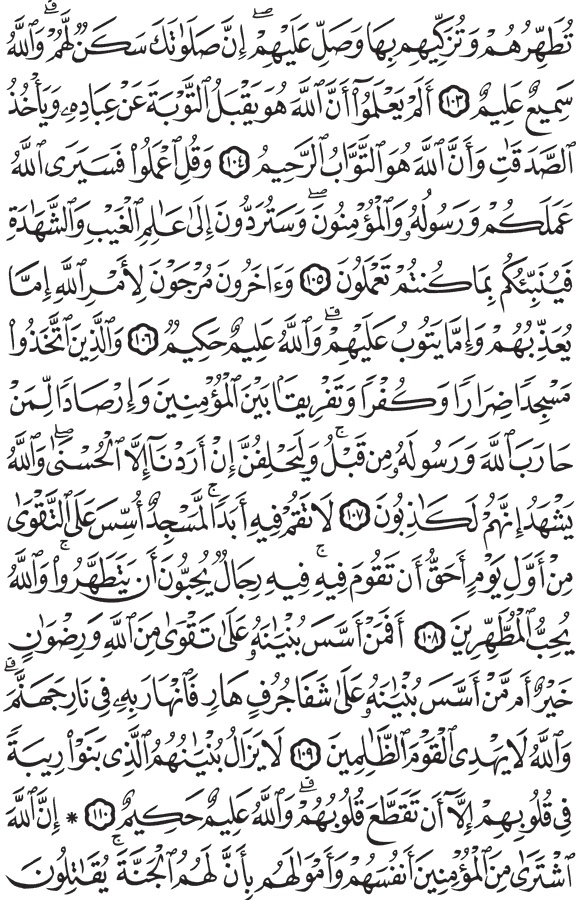 تُطَهِّرُهُمْ وَتُزَكِّيهِم بِهَا وَصَلِّ عَلَيْهِمْ ۖ إِنَّ صَلَوٰتَكَ سَكَنٌ لَّهُمْ ۗ وَٱللَّهُ
سَمِيعٌ عَلِيمٌ ١٠٣ أَلَمْ يَعْلَمُوٓا۟ أَنَّ ٱللَّهَ هُوَ يَقْبَلُ ٱلتَّوْبَةَ عَنْ عِبَادِهِۦ وَيَأْخُذُ
ٱلصَّدَقَٰتِ وَأَنَّ ٱللَّهَ هُوَ ٱلتَّوَّابُ ٱلرَّحِيمُ ١٠٤ وَقُلِ ٱعْمَلُوا۟ فَسَيَرَى ٱللَّهُ
عَمَلَكُمْ وَرَسُولُهُۥ وَٱلْمُؤْمِنُونَ ۖ وَسَتُرَدُّونَ إِلَىٰ عَٰلِمِ ٱلْغَيْبِ وَٱلشَّهَٰدَةِ
فَيُنَبِّئُكُم بِمَا كُنتُمْ تَعْمَلُونَ ١٠٥ وَءَاخَرُونَ مُرْجَوْنَ لِأَمْرِ ٱللَّهِ إِمَّا
يُعَذِّبُهُمْ وَإِمَّا يَتُوبُ عَلَيْهِمْ ۗ وَٱللَّهُ عَلِيمٌ حَكِيمٌ ١٠٦ وَٱلَّذِينَ ٱتَّخَذُوا۟
مَسْجِدًا ضِرَارًا وَكُفْرًا وَتَفْرِيقًۢا بَيْنَ ٱلْمُؤْمِنِينَ وَإِرْصَادًا لِّمَنْ
حَارَبَ ٱللَّهَ وَرَسُولَهُۥ مِن قَبْلُ ۚ وَلَيَحْلِفُنَّ إِنْ أَرَدْنَآ إِلَّا ٱلْحُسْنَىٰ ۖ وَٱللَّهُ
يَشْهَدُ إِنَّهُمْ لَكَٰذِبُونَ ١٠٧ لَا تَقُمْ فِيهِ أَبَدًا ۚ لَّمَسْجِدٌ أُسِّسَ عَلَى ٱلتَّقْوَىٰ
مِنْ أَوَّلِ يَوْمٍ أَحَقُّ أَن تَقُومَ فِيهِ ۚ فِيهِ رِجَالٌ يُحِبُّونَ أَن يَتَطَهَّرُوا۟ ۚ وَٱللَّهُ
يُحِبُّ ٱلْمُطَّهِّرِينَ ١٠٨ أَفَمَنْ أَسَّسَ بُنْيَٰنَهُۥ عَلَىٰ تَقْوَىٰ مِنَ ٱللَّهِ وَرِضْوَٰنٍ
خَيْرٌ أَم مَّنْ أَسَّسَ بُنْيَٰنَهُۥ عَلَىٰ شَفَا جُرُفٍ هَارٍ فَٱنْهَارَ بِهِۦ فِى نَارِ جَهَنَّمَ ۗ
وَٱللَّهُ لَا يَهْدِى ٱلْقَوْمَ ٱلظَّٰلِمِينَ ١٠٩ لَا يَزَالُ بُنْيَٰنُهُمُ ٱلَّذِى بَنَوْا۟ رِيبَةً
فِى قُلُوبِهِمْ إِلَّآ أَن تَقَطَّعَ قُلُوبُهُمْ ۗ وَٱللَّهُ عَلِيمٌ حَكِيمٌ ١١٠ * إِنَّ ٱللَّهَ
ٱشْتَرَىٰ مِنَ ٱلْمُؤْمِنِينَ أَنفُسَهُمْ وَأَمْوَٰلَهُم بِأَنَّ لَهُمُ ٱلْجَنَّةَ ۚ يُقَٰتِلُونَ